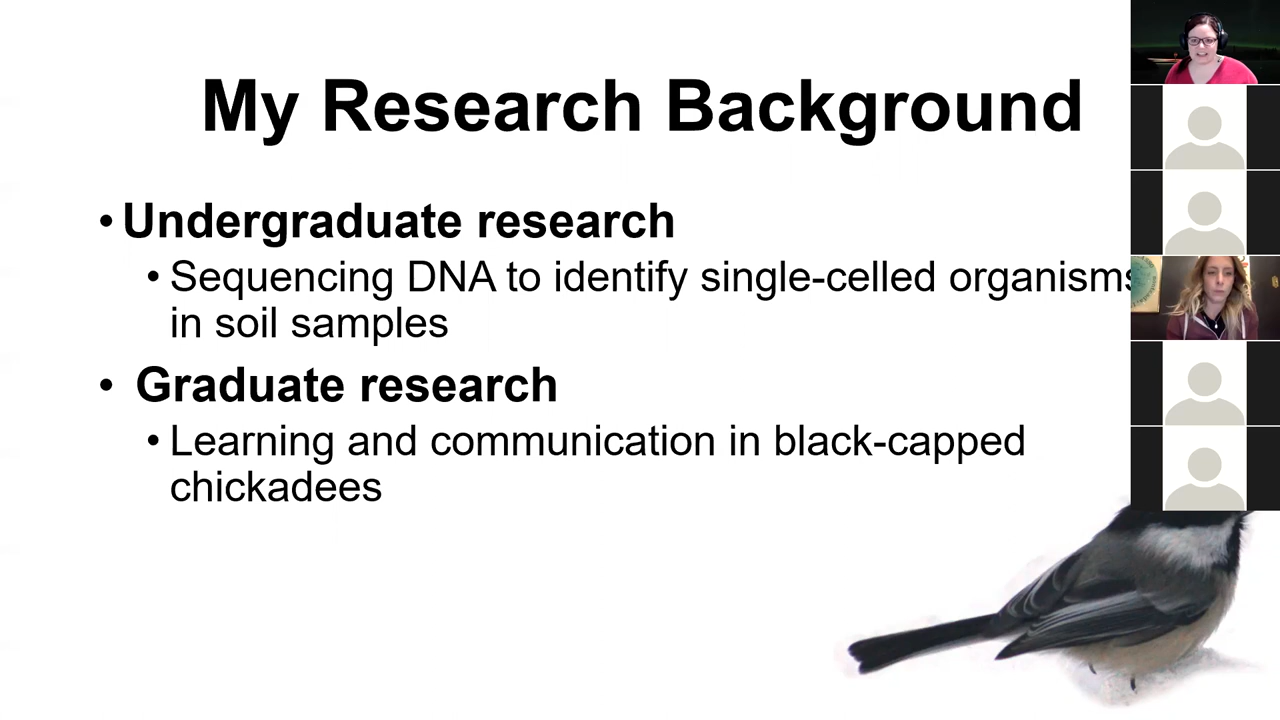 My Research Background
• Undergraduate research
• Sequencing DNA to identify single-celled organisms
in soil samples
• Graduate research
• Learning and communication in black-capped
chickadees